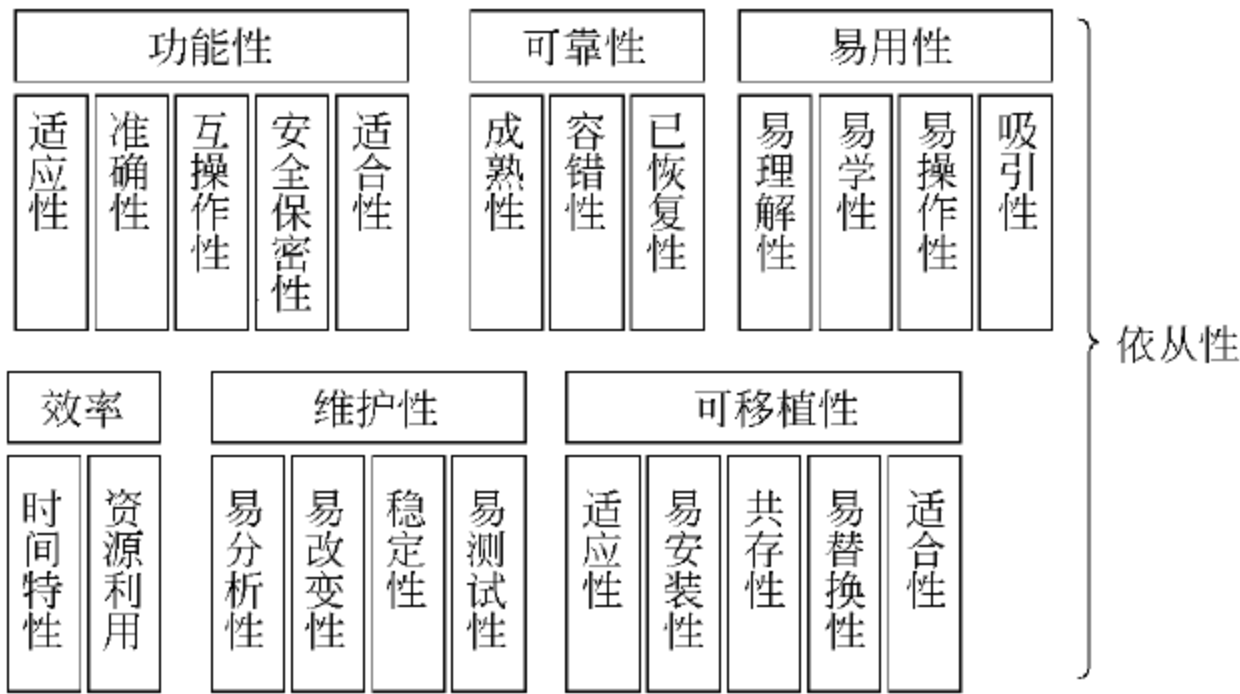 功能性
适应性
准确性
互操作性
安全保密性
适合性
可靠性
成熟性
容错性
已恢复性
易用性
易理解性
易学性
易操作性
吸引性
依从性
效率
时间特性
资源利用
维护性
易分析性
易改变性
稳定性
易测试性
可移植性
适应性
易安装性
共存性
易替换性
适合性